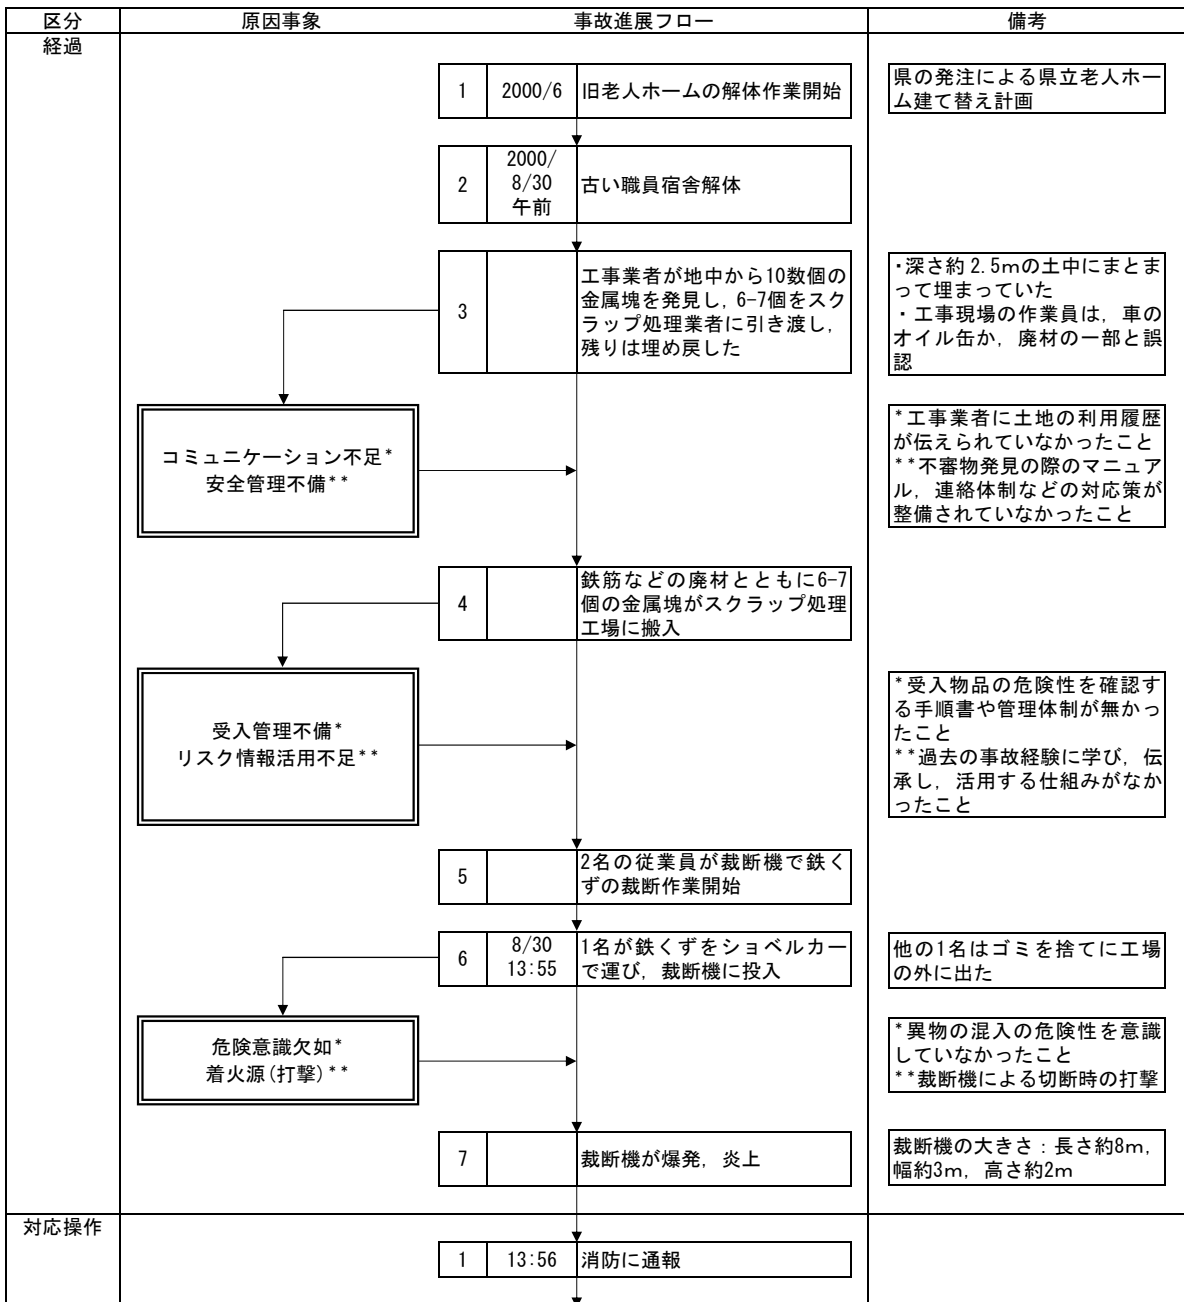 区分
原因事象
事故進展フロー
備考
経過
1
2000/6
旧老人ホームの解体作業開始
県の発注による県立老人ホー
ム建て替え計画
2
2000/
8/30
午前
古い職員宿舎解体
3
工事業者が地中から10数個の
金属塊を発見し，6-7個をスク
ラップ処理業者に引き渡し，
残りは埋め戻した
・深さ約2.5mの土中にまとま
って埋まっていた
・工事現場の作業員は，車の
オイル缶か，廃材の一部と誤
認
コミュニケーション不足*
安全管理不備**
*工事業者に土地の利用履歴
が伝えられていなかったこと
**不審物発見の際のマニュア
ル，連絡体制などの対応策が
整備されていなかったこと
4
鉄筋などの廃材とともに6-7
個の金属塊がスクラップ処理
工場に搬入
受入管理不備*
リスク情報活用不足**
*受入物品の危険性を確認す
る手順書や管理体制が無かっ
たこと
**過去の事故経験に学び，伝
承し，活用する仕組みがなか
ったこと
5
2名の従業員が裁断機で鉄く
ずの裁断作業開始
6
8/30
13:55
1名が鉄くずをショベルカー
で運び，裁断機に投入
他の1名はゴミを捨てに工場
の外に出た
危険意識欠如*
着火源(打撃)**
*異物の混入の危険性を意識
していなかったこと
**裁断機による切断時の打撃
7
裁断機が爆発，炎上
裁断機の大きさ：長さ約8m，
幅約3m，高さ約2m
対応操作
1
13:56
消防に通報